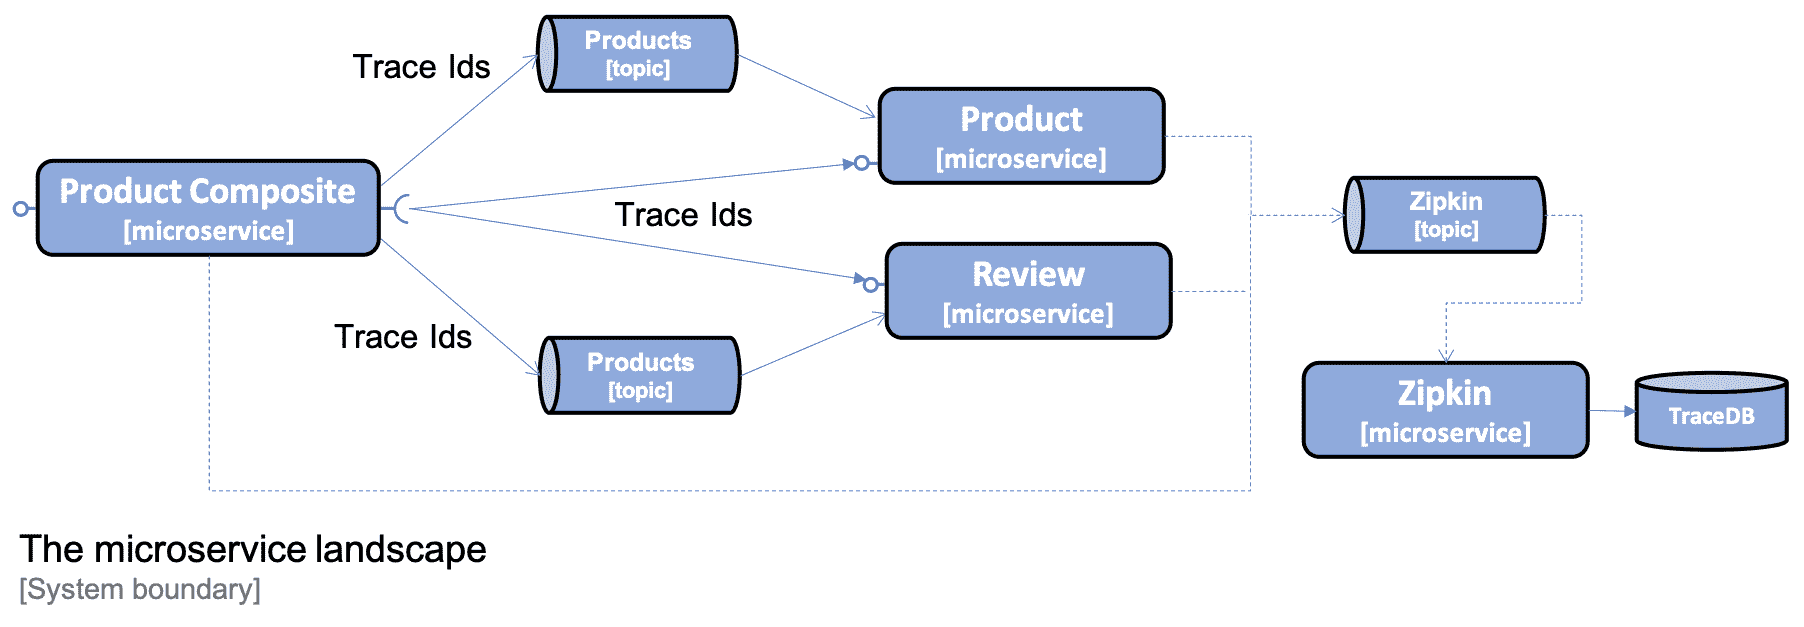 Products
[topic]
Trace Ids
Product
[microservice]
Product Composite
[microservice]
Trace Ids
Zipkin
[topic]
Review
[microservice]
Trace Ids
Products
[topic]
Zipkin
[microservice]
TraceDB
The microservice landscape
[System boundary]